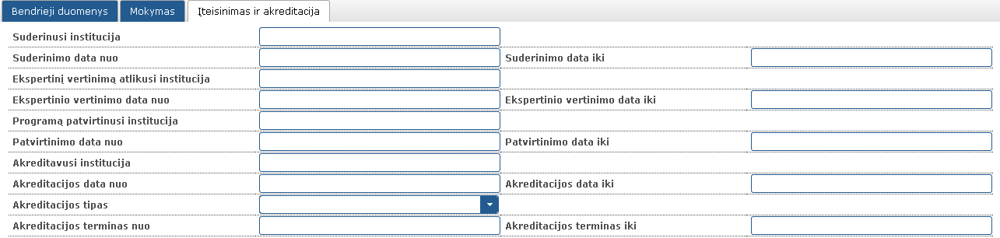 Bendrieji duomenys Mokymas Įteisinimas ir akreditacija
Suderinusi institucija
Suderinimo data nuo Suderinimo data iki
Ekspertinį vertinimą atlikusi institucija
Ekspertinio vertinimo data nuo Ekspertinio vertinimo data iki
Programą patvirtinusi institucija
Patvirtinimo data nuo Patvirtinimo data iki
Akreditavusi institucija
Akreditacijos data nuo Akreditacijos data iki
Akreditacijos tipas
Akreditacijos terminas nuo Akreditacijos terminas iki